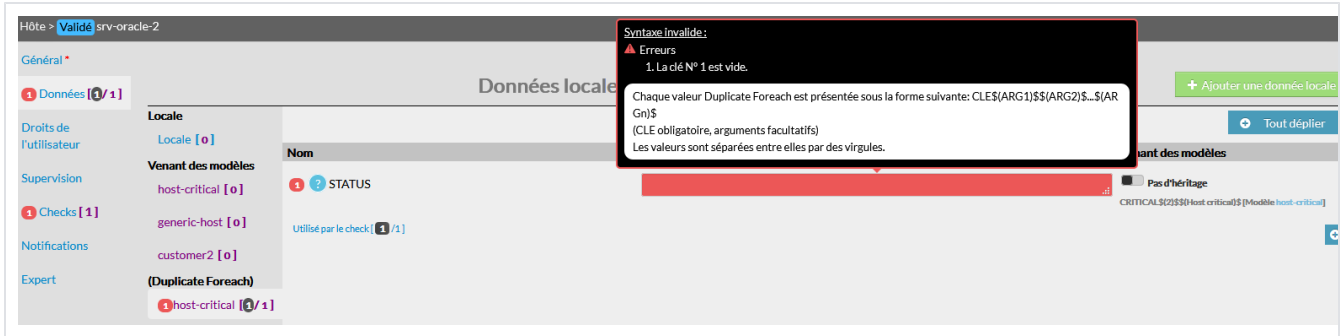 Hôte > Validé srv-oracle-2
Syntaxe invalide :
Erreurs
1. La clé N° 1 est vide.
Chaque valeur Duplicate Foreach est présentée sous la forme suivante: CLE$(ARG1)$$(ARG2)$...$(AR
Gn)$
(CLE obligatoire, arguments facultatifs)
Les valeurs sont séparées entre elles par des virgules.
Général *
1 Données [1/1]
Droits de
l'utilisateur
Supervision
1 Checks [1]
Notifications
Expert
Données locale
+ Ajouter une donnée locale
Tout déplier
Locale
Locale [0]
Venant des modèles
host-critical [0]
generic-host [0]
customer2 [0]
(Duplicate Foreach)
1 host-critical [1/1]
Nom
nant des modèles
1 ? STATUS
Pas d'héritage
CRITICAL$(2)$$(Host critical)$ [Modèle host-critical]
Utilisé par le check [1/1]